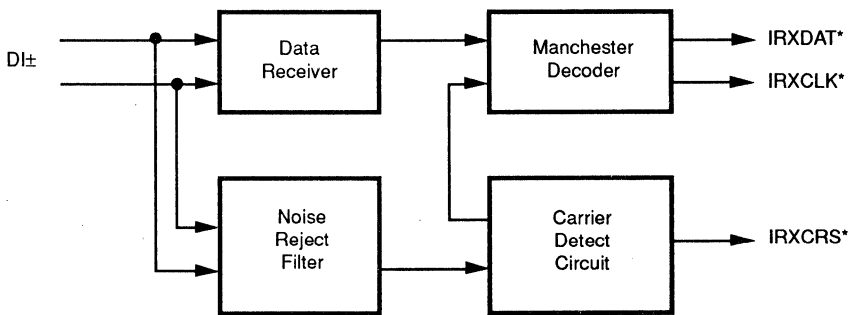 DI±
Data
Receiver
Manchester
Decoder
IRXDAT*
IRXCLK*
Noise
Reject
Filter
Carrier
Detect
Circuit
IRXCRS*